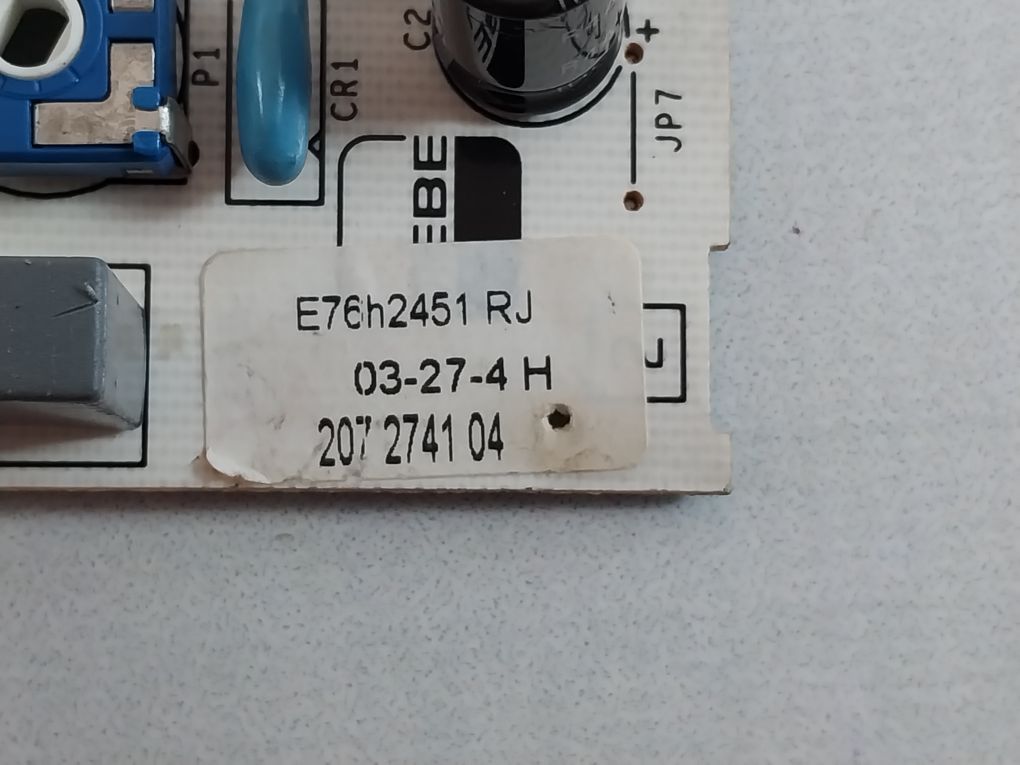 C2
+
P1
CR1
JP7
EBE
E76h2451 RJ
03-27-4 H
207 2741 04